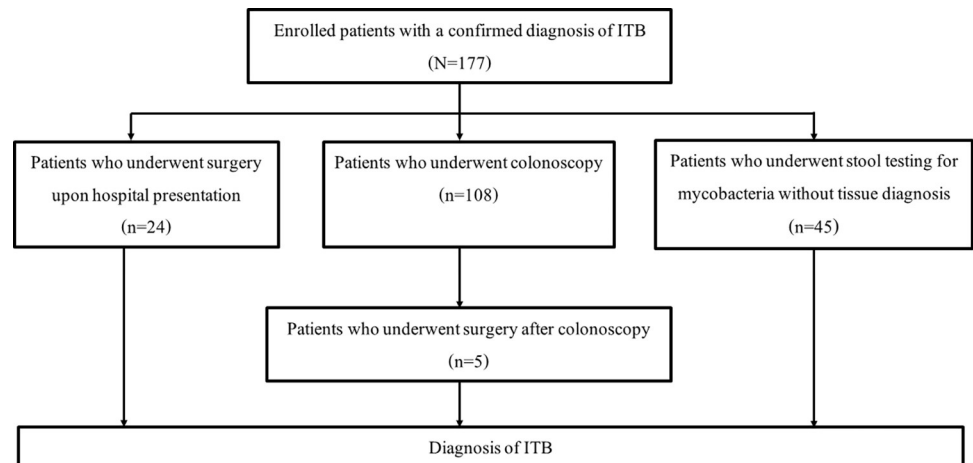 Enrolled patients with a confirmed diagnosis of ITB
(N=177)
Patients who underwent surgery
upon hospital presentation
(n=24)
Patients who underwent colonoscopy
(n=108)
Patients who underwent stool testing for
mycobacteria without tissue diagnosis
(n=45)
Patients who underwent surgery after colonoscopy
(n=5)
Diagnosis of ITB